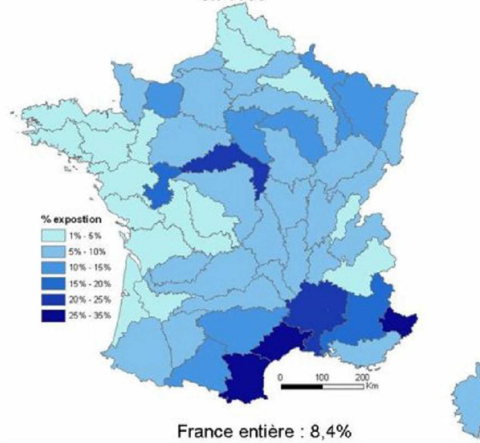 % expostion
1% - 5%
5% - 10%
10% - 15%
15% - 20%
20% - 25%
25% - 35%
0 100 200
Km
France entière : 8,4%